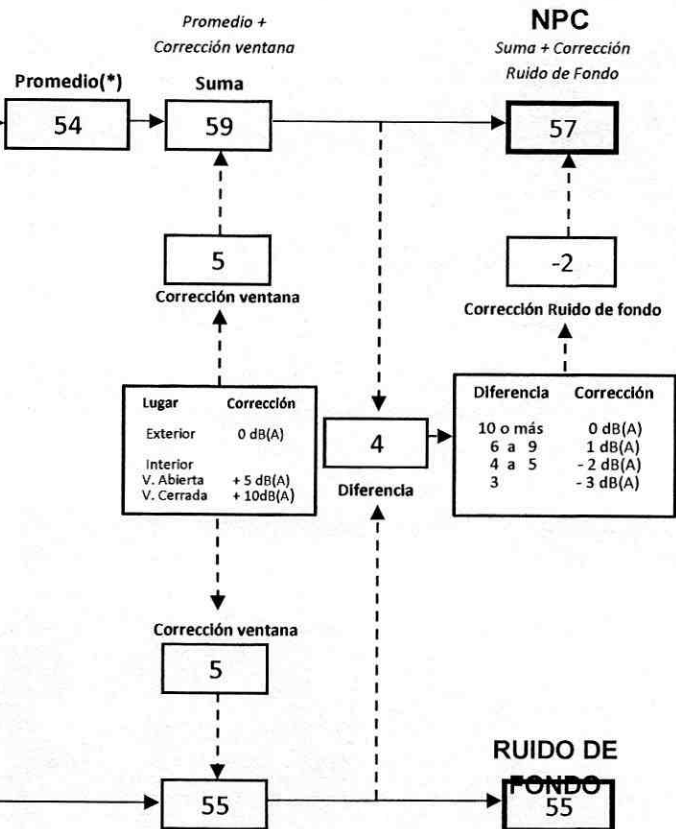 Promedio +
Corrección ventana
NPC
Suma + Corrección
Ruido de Fondo
Promedio(*)
Suma
54
59
57
5
-2
Corrección ventana
Corrección Ruido de fondo
Lugar Corrección
Exterior 0 dB(A)
Interior
V. Abierta + 5 dB(A)
V. Cerrada + 10dB(A)
4
Diferencia
Diferencia Corrección
10 o más 0 dB(A)
6 a 9 1 dB(A)
4 a 5 - 2 dB(A)
3 - 3 dB(A)
Corrección ventana
5
RUIDO DE
FONDO
55
55